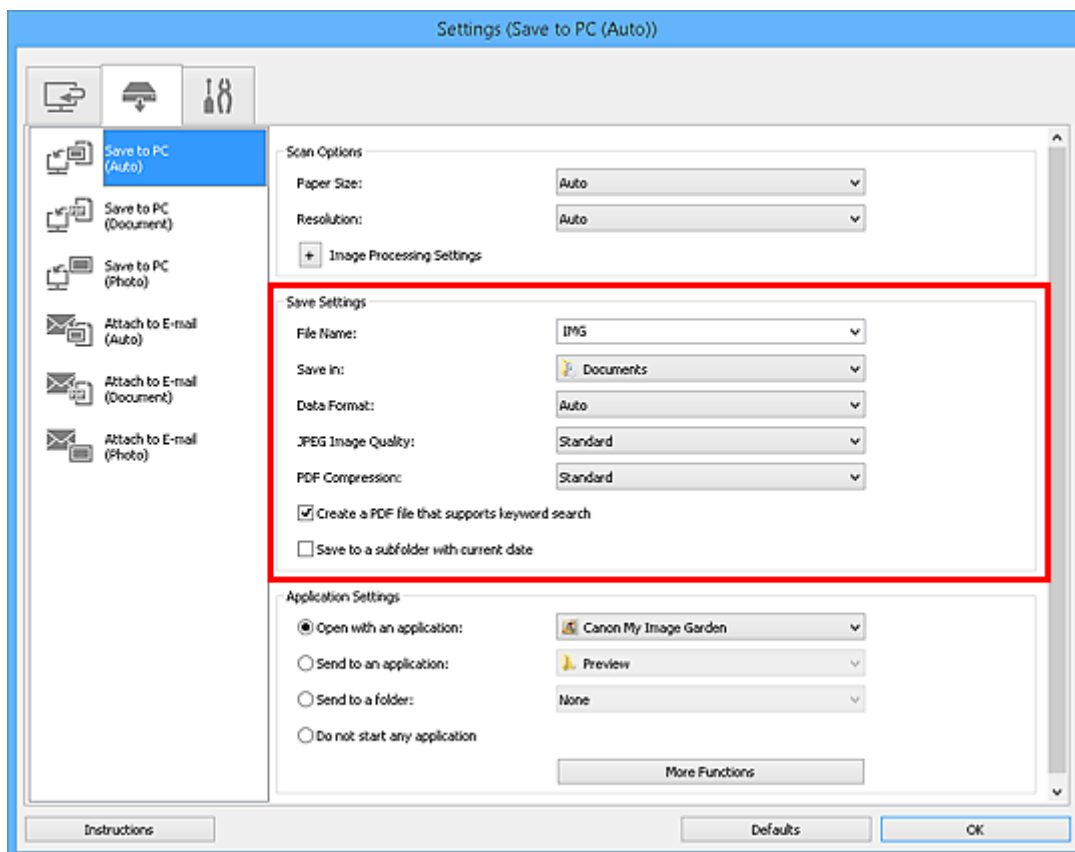 Settings (Save to PC (Auto))
Save to PC
(Auto)
Save to PC
(Document)
Save to PC
(Photo)
Attach to E-mail
(Auto)
Attach to E-mail
(Document)
Attach to E-mail
(Photo)
Scan Options
Paper Size: Auto
Resolution: Auto
+ Image Processing Settings
Save Settings
File Name: IMG
Save in: Documents
Data Format: Auto
JPEG Image Quality: Standard
PDF Compression: Standard
Create a PDF file that supports keyword search
Save to a subfolder with current date
Application Settings
Open with an application: Canon My Image Garden
Send to an application: Preview
Send to a folder: None
Do not start any application
More Functions
Instructions Defaults OK